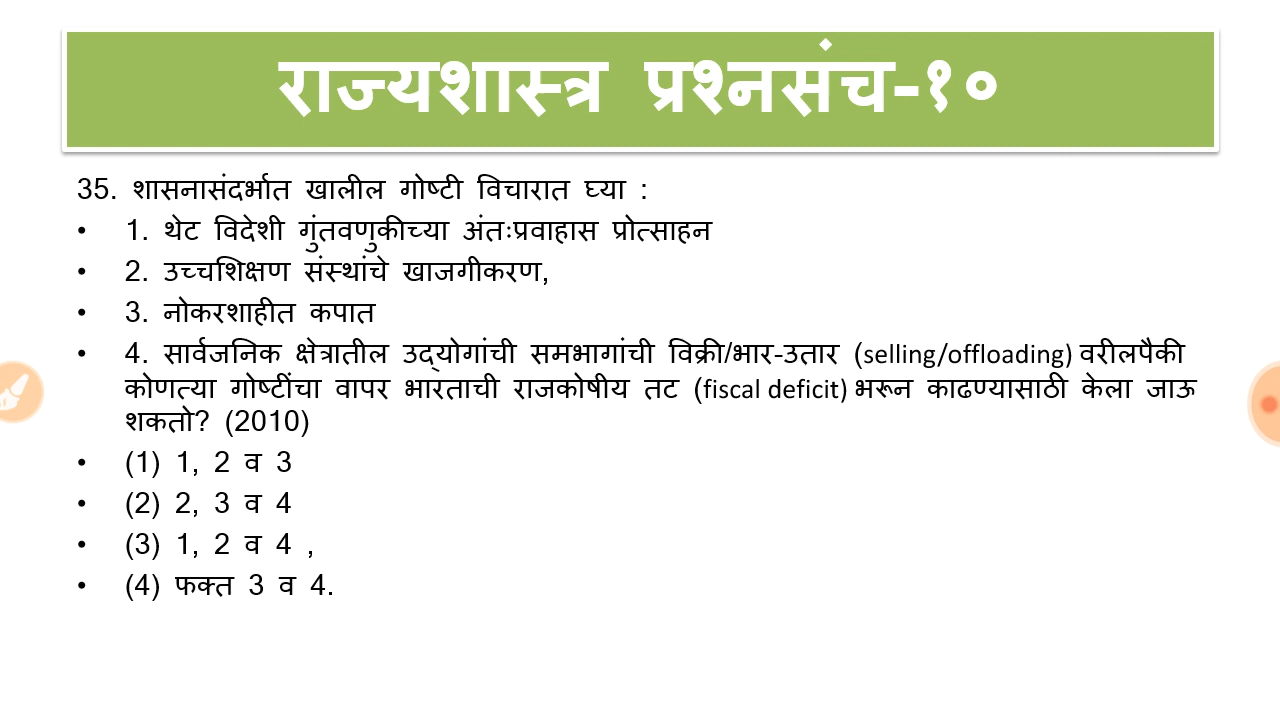 राज्यशास्त्र प्रश्नसंच-१०
35. शासनासंदर्भात खालील गोष्टी विचारात घ्या :
• 1. थेट विदेशी गुंतवणुकीच्या अंतःप्रवाहास प्रोत्साहन
• 2. उच्चशिक्षण संस्थांचे खाजगीकरण,
• 3. नोकरशाहीत कपात
• 4. सार्वजनिक क्षेत्रातील उद्‌योगांची समभागांची विक्री/भार-उतार (selling/offloading) वरीलपैकी
कोणत्या गोष्टींचा वापर भारताची राजकोषीय तट (fiscal deficit) भरून काढण्यासाठी केला जाऊ
शकतो? (2010)
• (1) 1, 2 व 3
• (2) 2, 3 व 4
• (3) 1, 2 व 4 ,
• (4) फक्त 3 व 4.